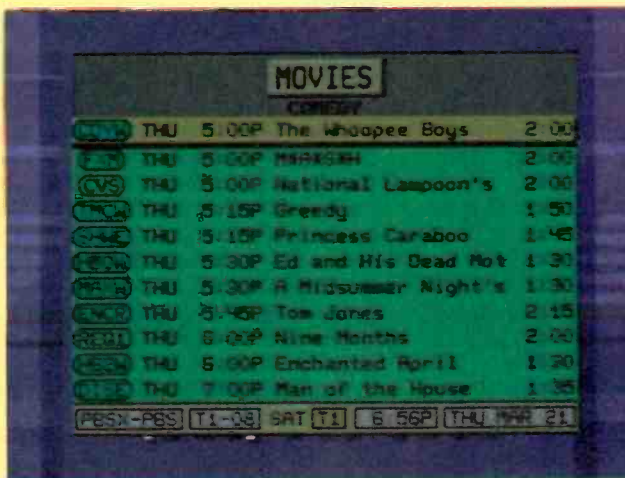 MOVIES
COMEDY
THU 5:00P The Whoopee Boys 2:00
THU 5:00P M*A*S*H 2:00
CVS THU 5:00P National Lampoon's 2:00
THU 5:15P Greedy 1:50
THU 5:15P Princess Caraboo 1:45
THU 5:30P Ed and His Dead Mot 1:30
THU 5:30P A Midsummer Night's 1:30
ENCR THU 5:45P Tom Jones 2:15
REQ1 THU 6:00P Nine Months 2:00
THU 6:00P Enchanted April 1:30
DISE THU 7:00P Man of the House 1:35
PBSX-PBS T1-08 SAT T1 6:56P THU MAR 21